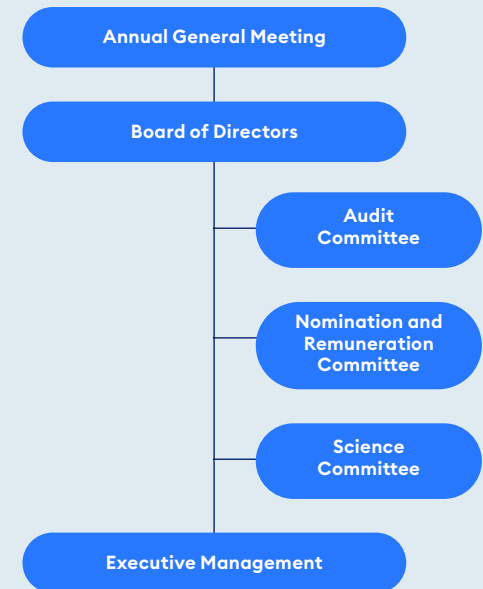 Annual General Meeting
Board of Directors
Audit
Committee
Nomination and
Remuneration
Committee
Science
Committee
Executive Management